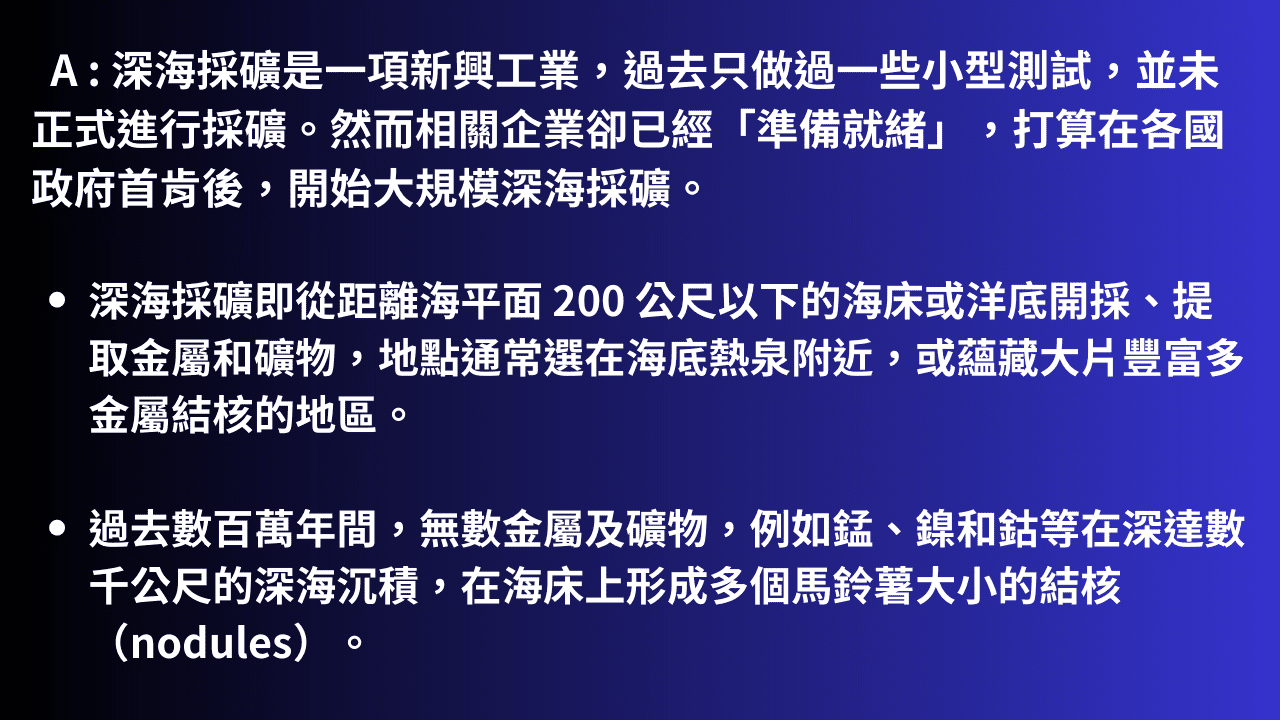 A : 深海採礦是一項新興工業，過去只做過一些小型測試，並未
正式進行採礦。然而相關企業卻已經「準備就緒」，打算在各國
政府首肯後，開始大規模深海採礦。
• 深海採礦即從距離海平面 200 公尺以下的海床或洋底開採、提
取金屬和礦物，地點通常選在海底熱泉附近，或蘊藏大片豐富多
金屬結核的地區。
• 過去數百萬年間，無數金屬及礦物，例如錳、鎳和鈷等在深達數
千公尺的深海沉積，在海床上形成多個馬鈴薯大小的結核
（nodules）。